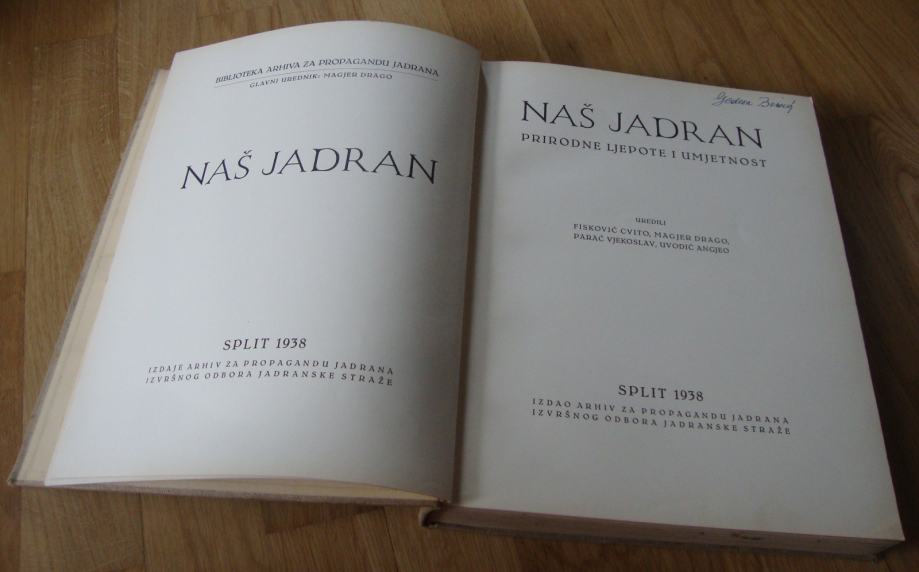 BIBLIOTEKA ARHIVA ZA PROPAGANDU JADRANA
GLAVNI UREDNIK: MAGJER DRAGO
NAŠ JADRAN
SPLIT 1938
IZDAJE ARHIV ZA PROPAGANDU JADRANA
IZVRŠNOG ODBORA JADRANSKE STRAŽE
NAŠ JADRAN
PRIRODNE LJEPOTE I UMJETNOST
UREDILI
FISKOVIĆ CVITO, MAGJER DRAGO,
PARAĆ VJEKOSLAV, UVODIĆ ANGJEO
SPLIT 1938
IZDAO ARHIV ZA PROPAGANDU JADRANA
IZVRŠNOG ODBORA JADRANSKE STRAŽE